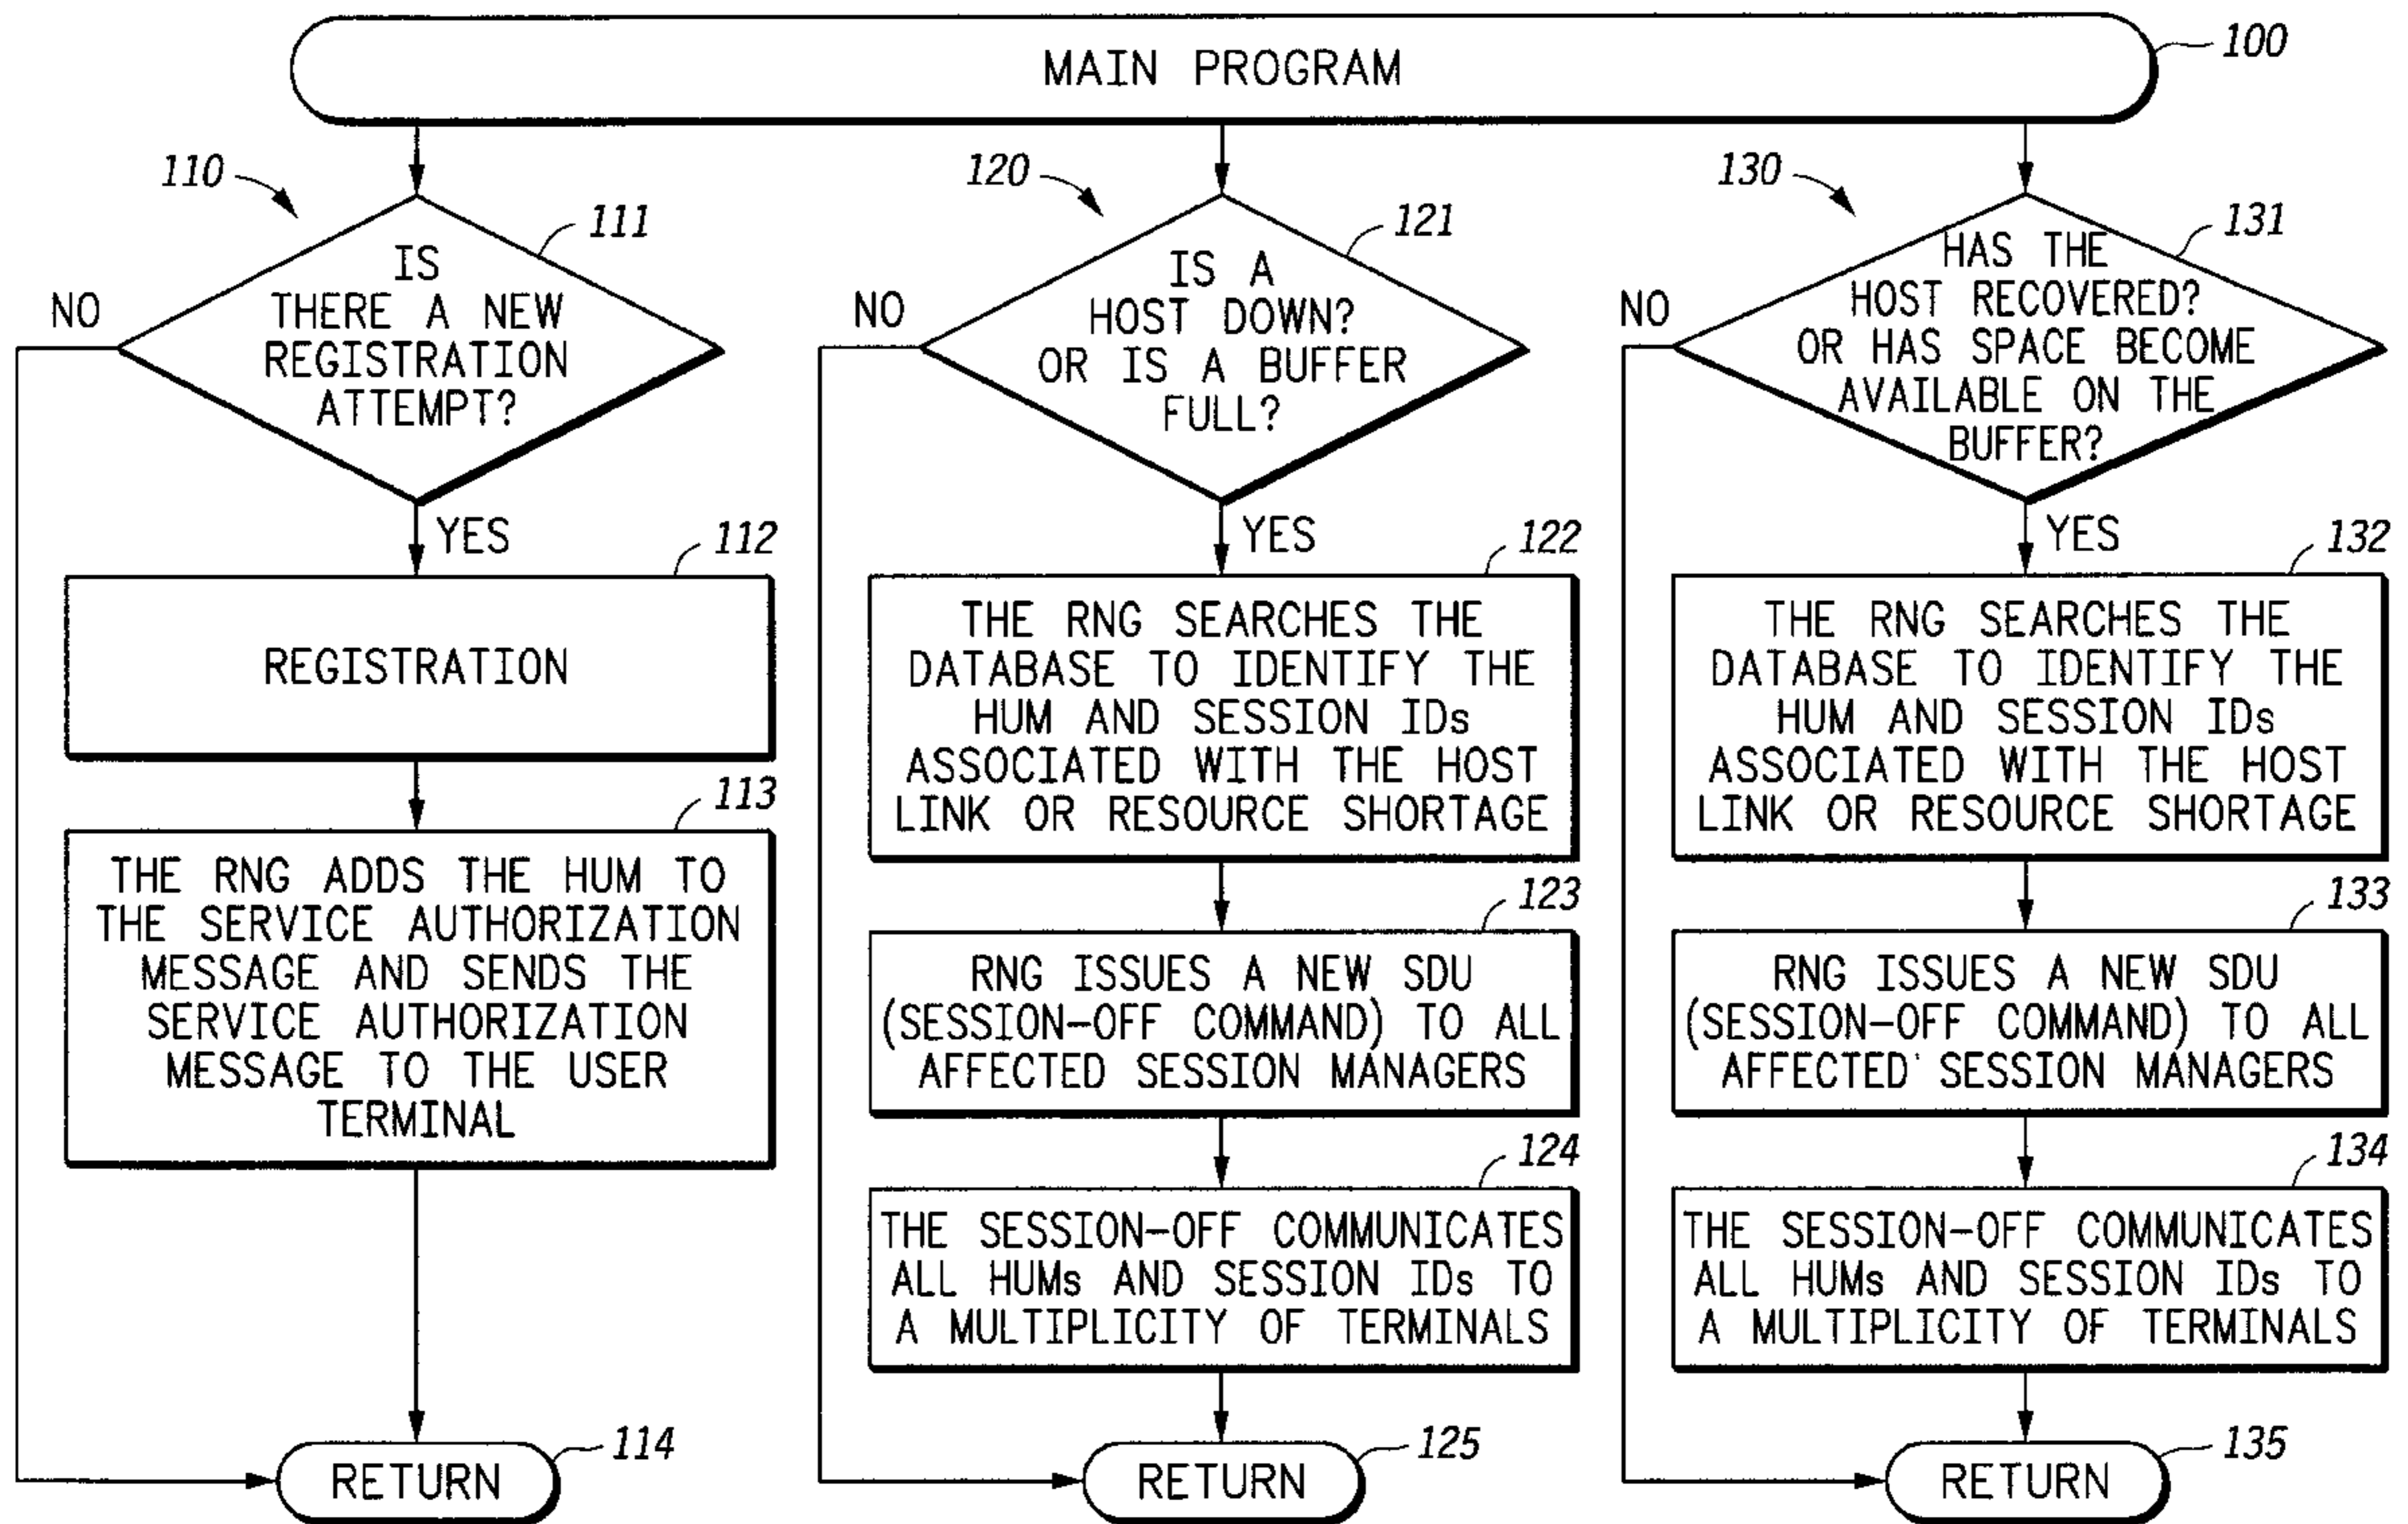 MAIN PROGRAM
100
110
111
IS
THERE A NEW
REGISTRATION
ATTEMPT?
NO
YES
112
REGISTRATION
113
THE RNG ADDS THE HUM TO
THE SERVICE AUTHORIZATION
MESSAGE AND SENDS THE
SERVICE AUTHORIZATION
MESSAGE TO THE USER
TERMINAL
RETURN
114
120
121
IS A
HOST DOWN?
OR IS A BUFFER
FULL?
NO
YES
122
THE RNG SEARCHES THE
DATABASE TO IDENTIFY THE
HUM AND SESSION IDs
ASSOCIATED WITH THE HOST
LINK OR RESOURCE SHORTAGE
123
RNG ISSUES A NEW SDU
(SESSION-OFF COMMAND) TO ALL
AFFECTED SESSION MANAGERS
124
THE SESSION-OFF COMMUNICATES
ALL HUMs AND SESSION IDs TO
A MULTIPLICITY OF TERMINALS
RETURN
125
130
131
HAS THE
HOST RECOVERED?
OR HAS SPACE BECOME
AVAILABLE ON THE
BUFFER?
NO
YES
132
THE RNG SEARCHES THE
DATABASE TO IDENTIFY THE
HUM AND SESSION IDs
ASSOCIATED WITH THE HOST
LINK OR RESOURCE SHORTAGE
133
RNG ISSUES A NEW SDU
(SESSION-OFF COMMAND) TO ALL
AFFECTED SESSION MANAGERS
134
THE SESSION-OFF COMMUNICATES
ALL HUMs AND SESSION IDs TO
A MULTIPLICITY OF TERMINALS
RETURN
135